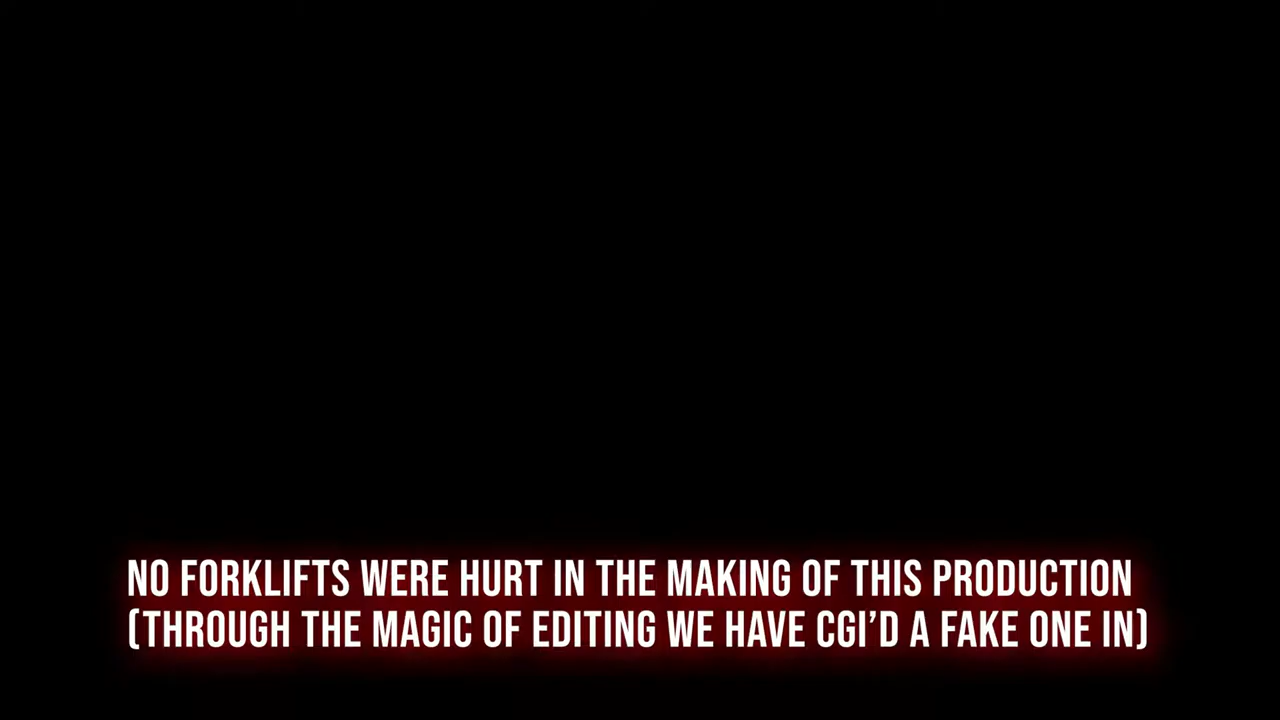 NO FORKLIFTS WERE HURT IN THE MAKING OF THIS PRODUCTION
(THROUGH THE MAGIC OF EDITING WE HAVE CGI’D A FAKE ONE IN)